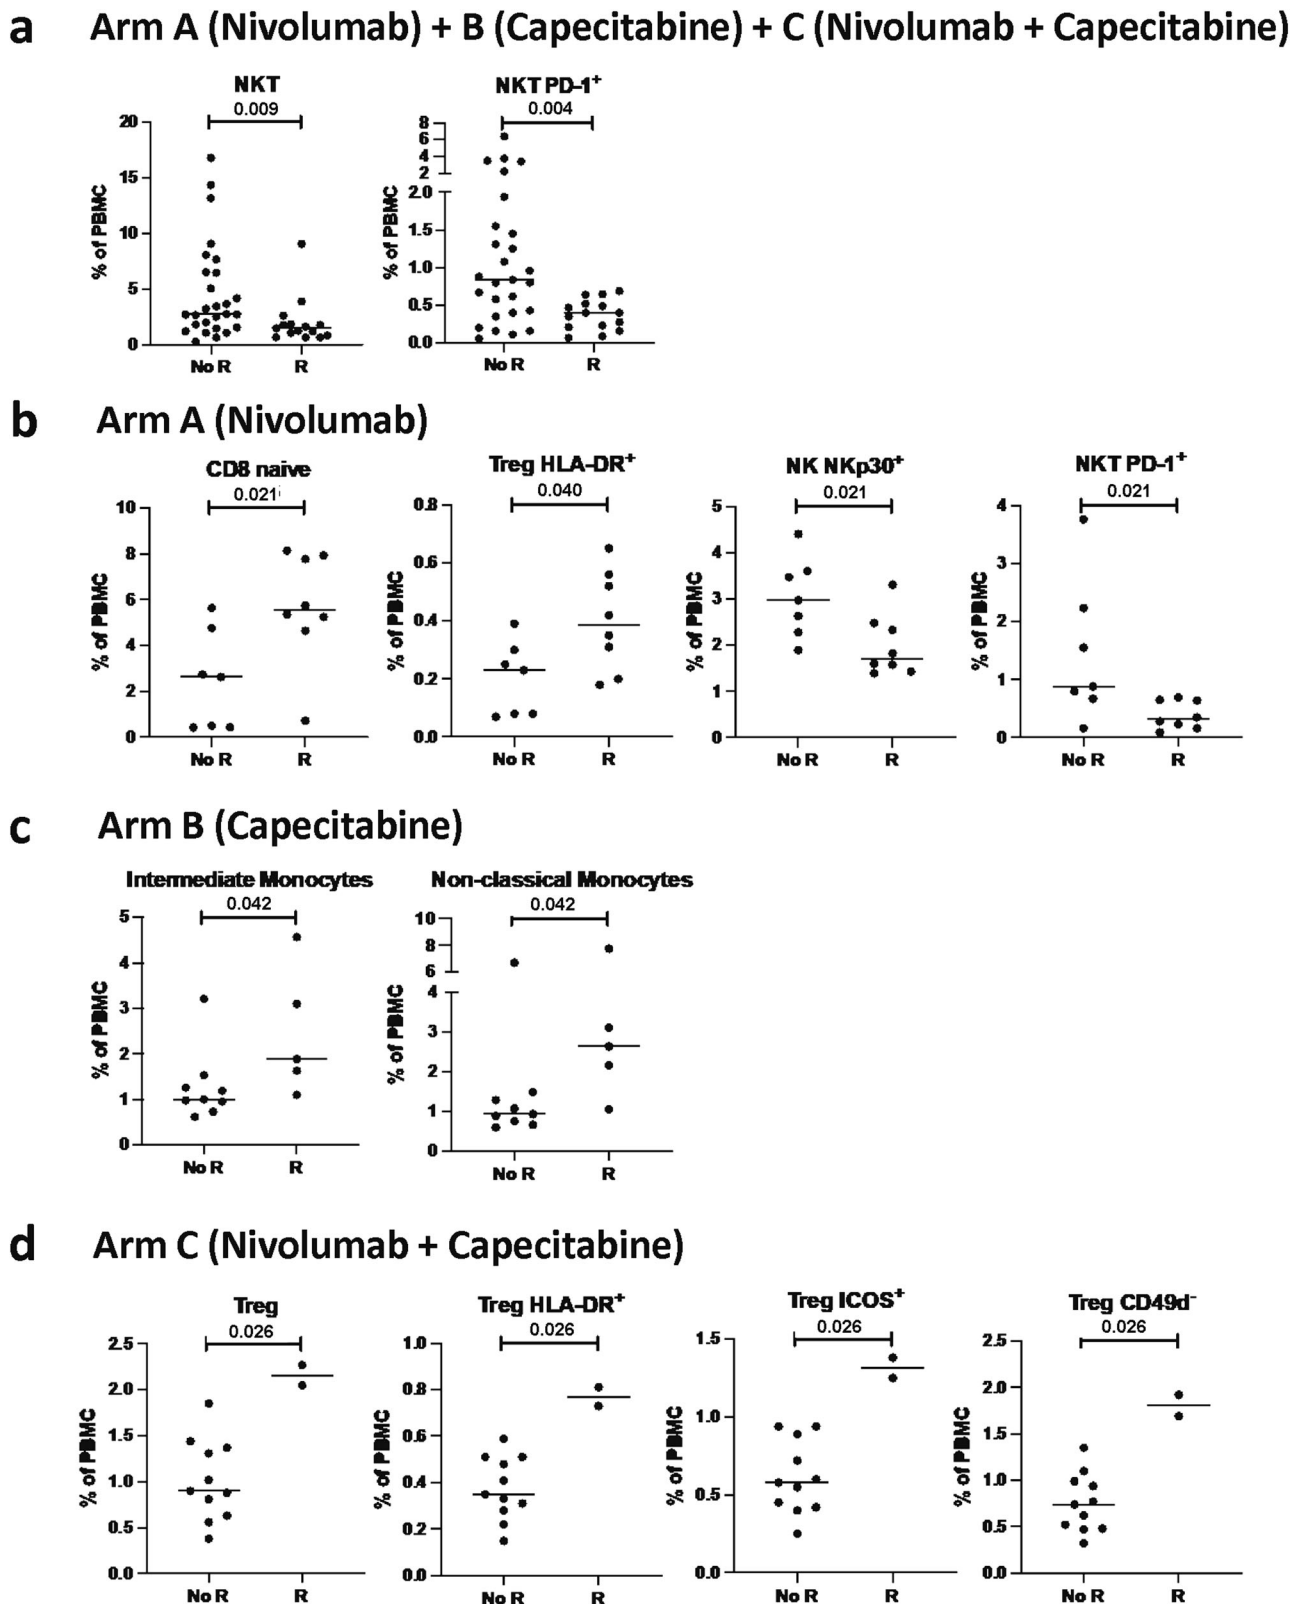 a Arm A (Nivolumab) + B (Capecitabine) + C (Nivolumab + Capecitabine)
NKT NKT PD-1⁺
0.009 0.004
% of PBMC
20
15
10
5
0
No R R
% of PBMC
8
6
4
2
2.0
1.5
1.0
0.5
0.0
No R R
b Arm A (Nivolumab)
CD8 naive
0.021
% of PBMC
10
8
6
4
2
0
No R R
Treg HLA-DR⁺
0.040
% of PBMC
0.8
0.6
0.4
0.2
0.0
No R R
NK NKp30⁺
0.021
% of PBMC
5
4
3
2
1
0
No R R
NKT PD-1⁺
0.021
% of PBMC
4
3
2
1
0
No R R
c Arm B (Capecitabine)
Intermediate Monocytes
0.042
% of PBMC
5
4
3
2
1
0
No R R
Non-classical Monocytes
0.042
% of PBMC
10
8
6
4
3
2
1
0
No R R
d Arm C (Nivolumab + Capecitabine)
Treg
0.026
% of PBMC
2.5
2.0
1.5
1.0
0.5
0.0
No R R
Treg HLA-DR⁺
0.026
% of PBMC
1.0
0.8
0.6
0.4
0.2
0.0
No R R
Treg ICOS⁺
0.026
% of PBMC
1.5
1.0
0.5
0.0
No R R
Treg CD49d⁻
0.026
% of PBMC
2.5
2.0
1.5
1.0
0.5
0.0
No R R